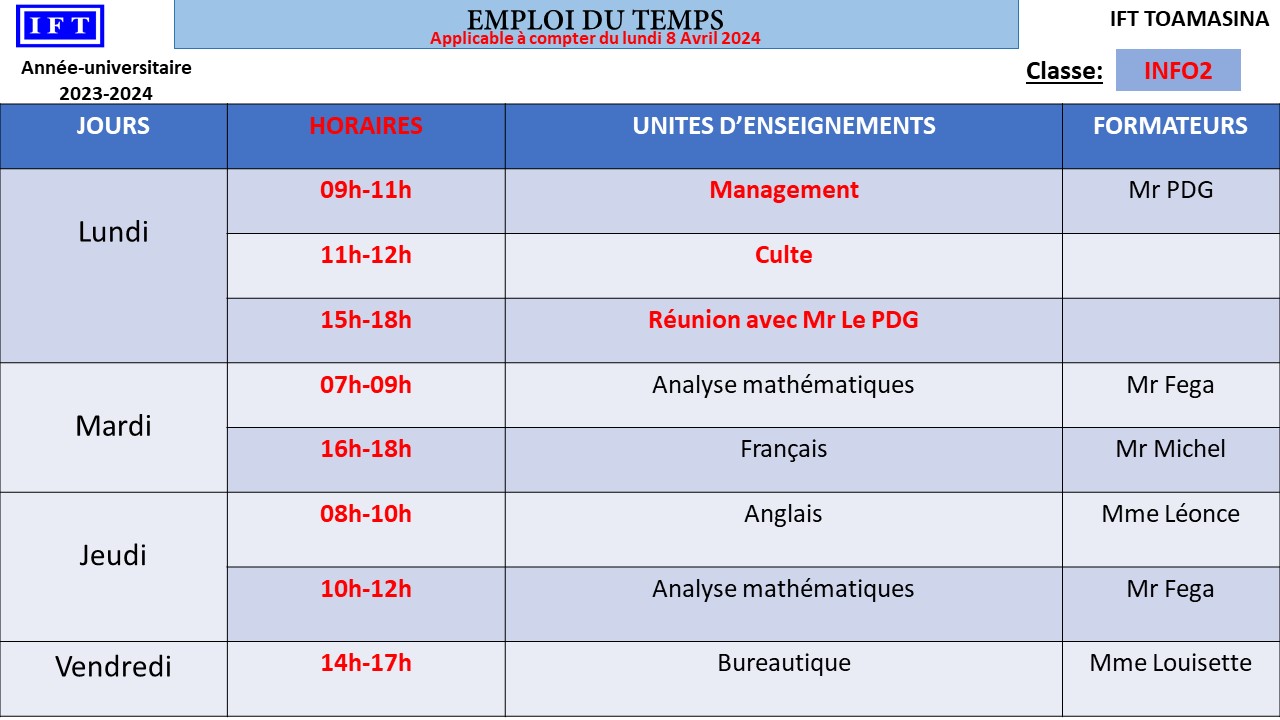 IFT
EMPLOI DU TEMPS
Applicable à compter du lundi 8 Avril 2024
IFT TOAMASINA
Année-universitaire
2023-2024
Classe: INFO2
JOURS HORAIRES UNITES D’ENSEIGNEMENTS FORMATEURS
Lundi
09h-11h Management Mr PDG
11h-12h Culte
15h-18h Réunion avec Mr Le PDG
Mardi
07h-09h Analyse mathématiques Mr Fega
16h-18h Français Mr Michel
Jeudi
08h-10h Anglais Mme Léonce
10h-12h Analyse mathématiques Mr Fega
Vendredi 14h-17h Bureautique Mme Louisette